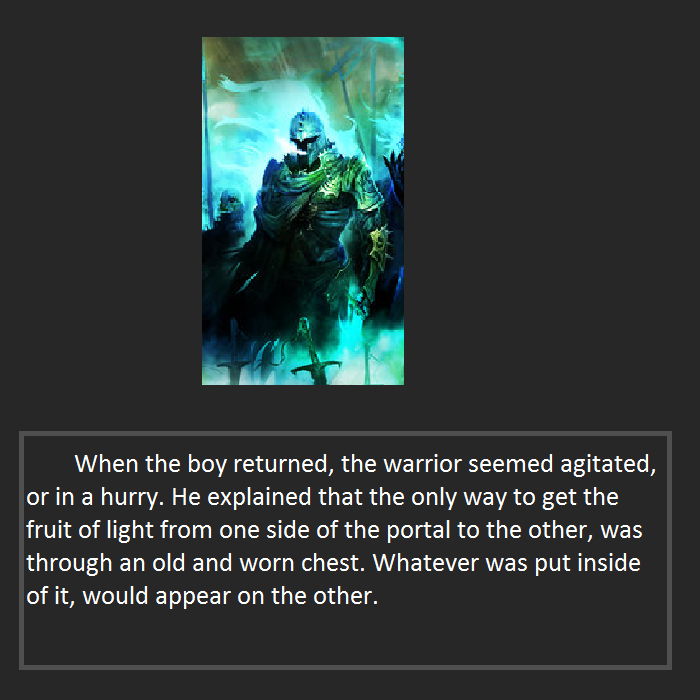 When the boy returned, the warrior seemed agitated,
or in a hurry. He explained that the only way to get the
fruit of light from one side of the portal to the other, was
through an old and worn chest. Whatever was put inside
of it, would appear on the other.